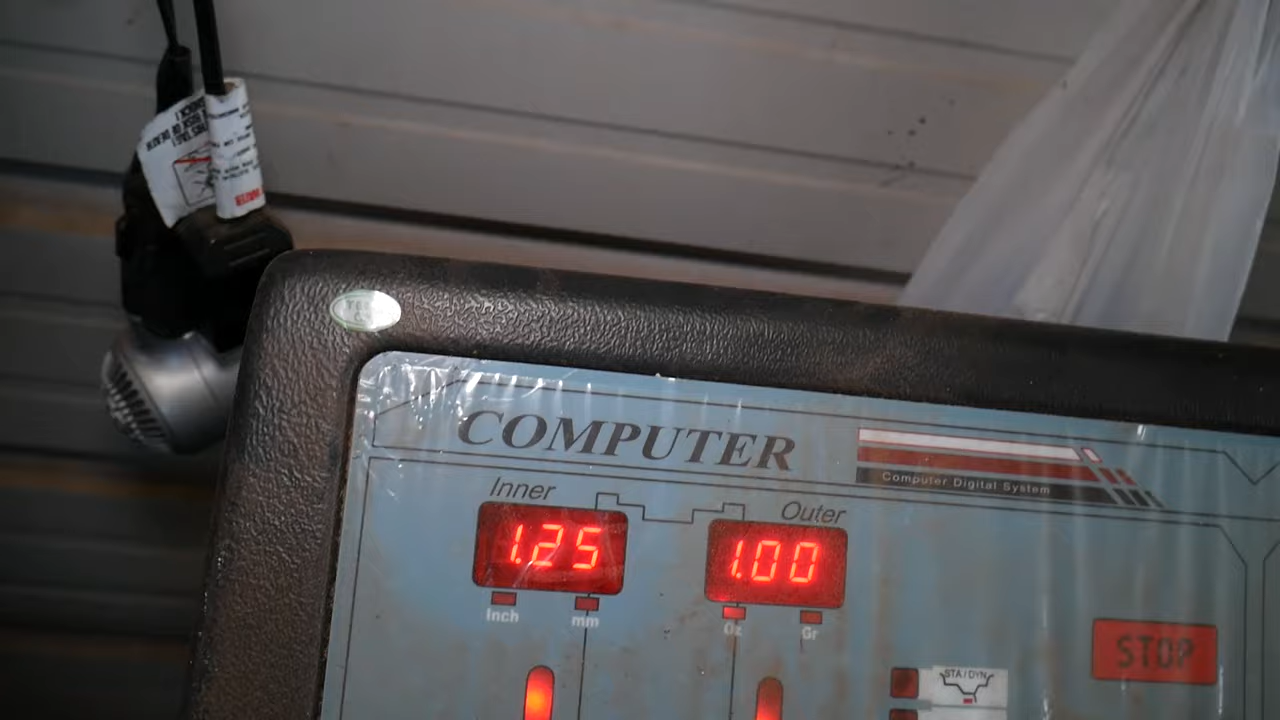 COMPUTER
Computer Digital System
Inner
Outer
1.25
1.00
Inch
mm
Oz
Gr
STOP
STA/DYN